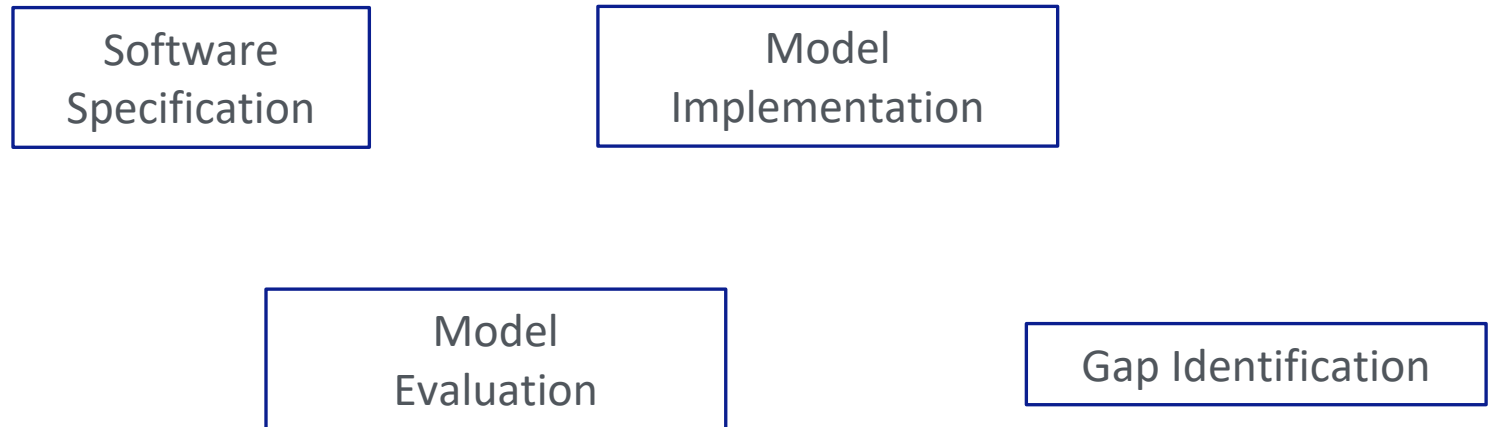 Software
Specification
Model
Implementation
Model
Evaluation
Gap Identification